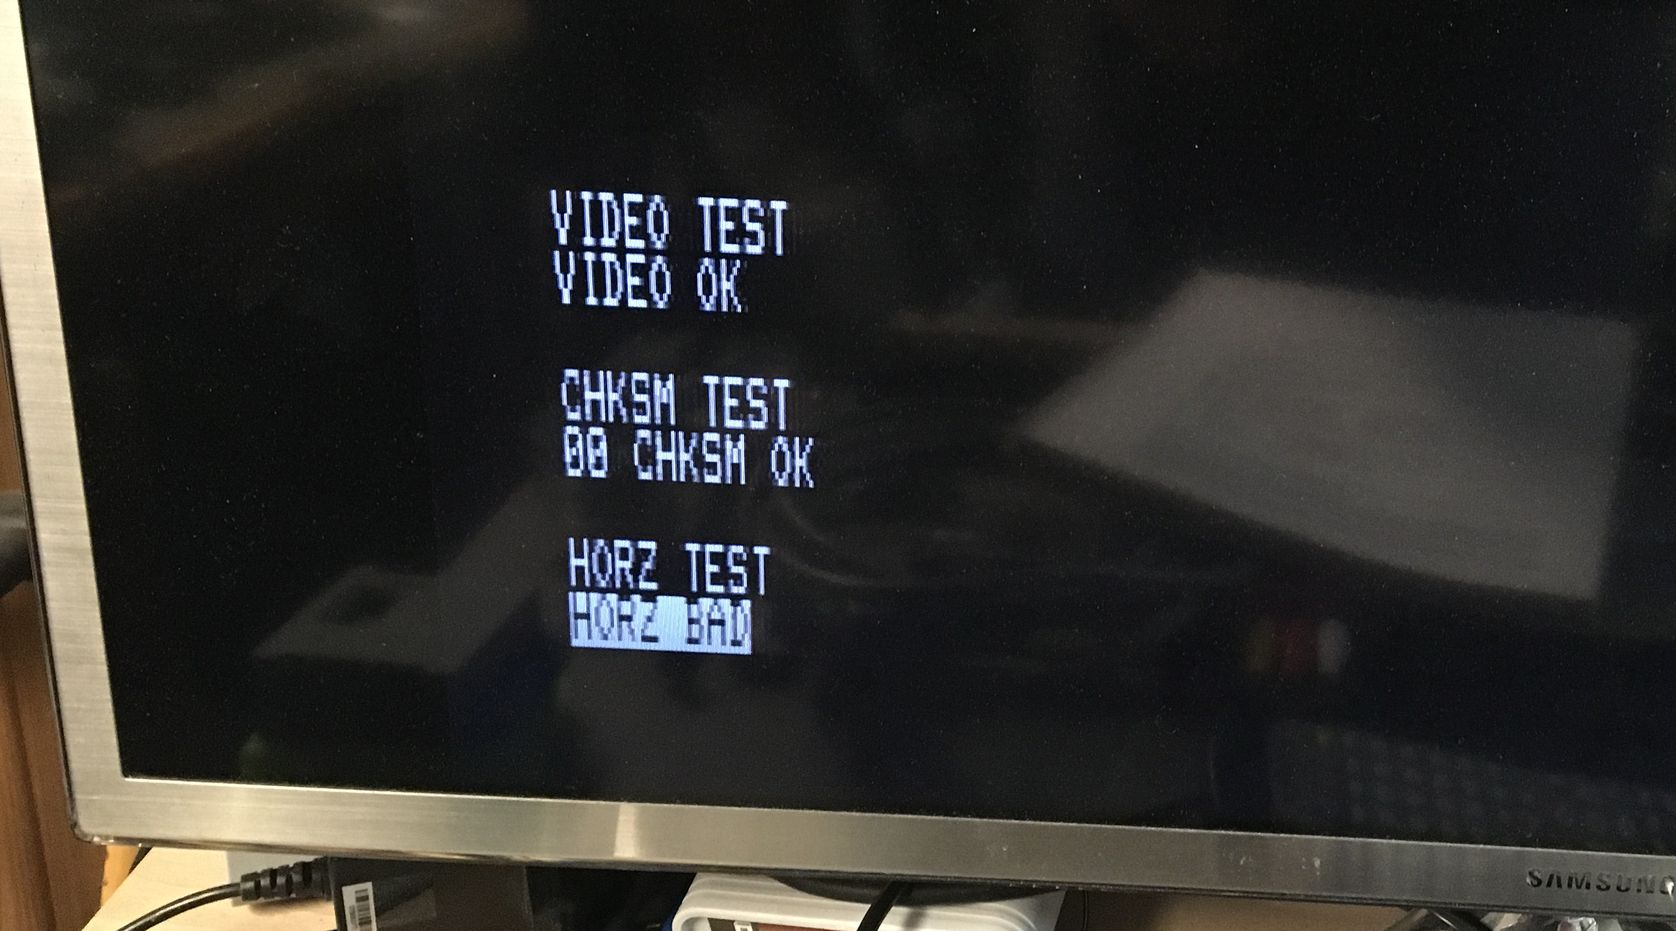 VIDEO TEST
VIDEO OK
CHKSM TEST
00 CHKSM OK
HORZ TEST
HORZ BAD
SAMSUNG